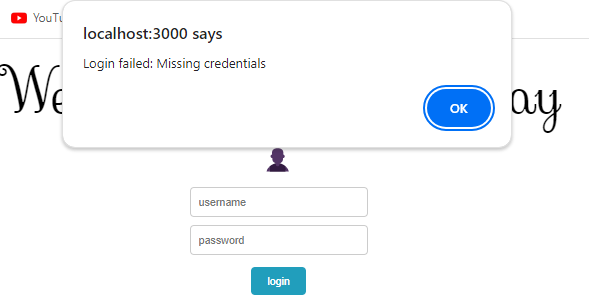 YouTu
localhost:3000 says
Login failed: Missing credentials
OK
We
ay
username
password
login